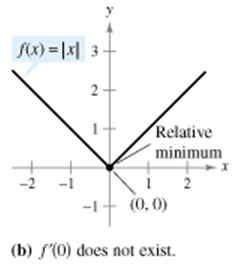 y
f(x) = |x|
3
2
1
Relative
minimum
x
-2 -1 1 2
-1
(0, 0)
(b) f'(0) does not exist.